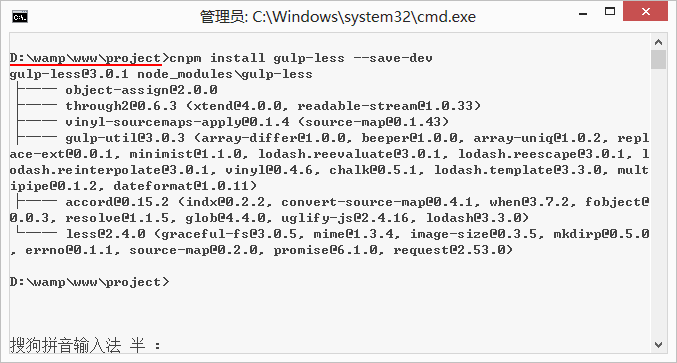 管理员: C:\Windows\system32\cmd.exe
D:\wamp\www\project>cnpm install gulp-less --save-dev
gulp-less@3.0.1 node_modules\gulp-less
├── object-assign@2.0.0
├── through2@0.6.3 (xtend@4.0.0, readable-stream@1.0.33)
├── vinyl-sourcemaps-apply@0.1.4 (source-map@0.1.43)
├── gulp-util@3.0.3 (array-differ@1.0.0, beeper@1.0.0, array-uniq@1.0.2, repl
ace-ext@0.0.1, minimist@1.1.0, lodash.reevaluate@3.0.1, lodash.reescape@3.0.1, l
odash.reinterpolate@3.0.1, vinyl@0.4.6, chalk@0.5.1, lodash.template@3.3.0, mult
ipipe@0.1.2, dateformat@1.0.11)
├── accord@0.15.2 (indx@0.2.2, convert-source-map@0.4.1, when@3.7.2, fobject@
0.0.3, resolve@1.1.5, glob@4.4.0, uglify-js@2.4.16, lodash@3.3.0)
└── less@2.4.0 (graceful-fs@3.0.5, mime@1.3.4, image-size@0.3.5, mkdirp@0.5.0
, errno@0.1.1, source-map@0.2.0, promise@6.1.0, request@2.53.0)
D:\wamp\www\project>
搜狗拼音输入法 半 :